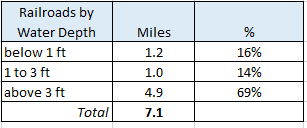 Railroads by
Water Depth Miles %
below 1 ft 1.2 16%
1 to 3 ft 1.0 14%
above 3 ft 4.9 69%
Total 7.1